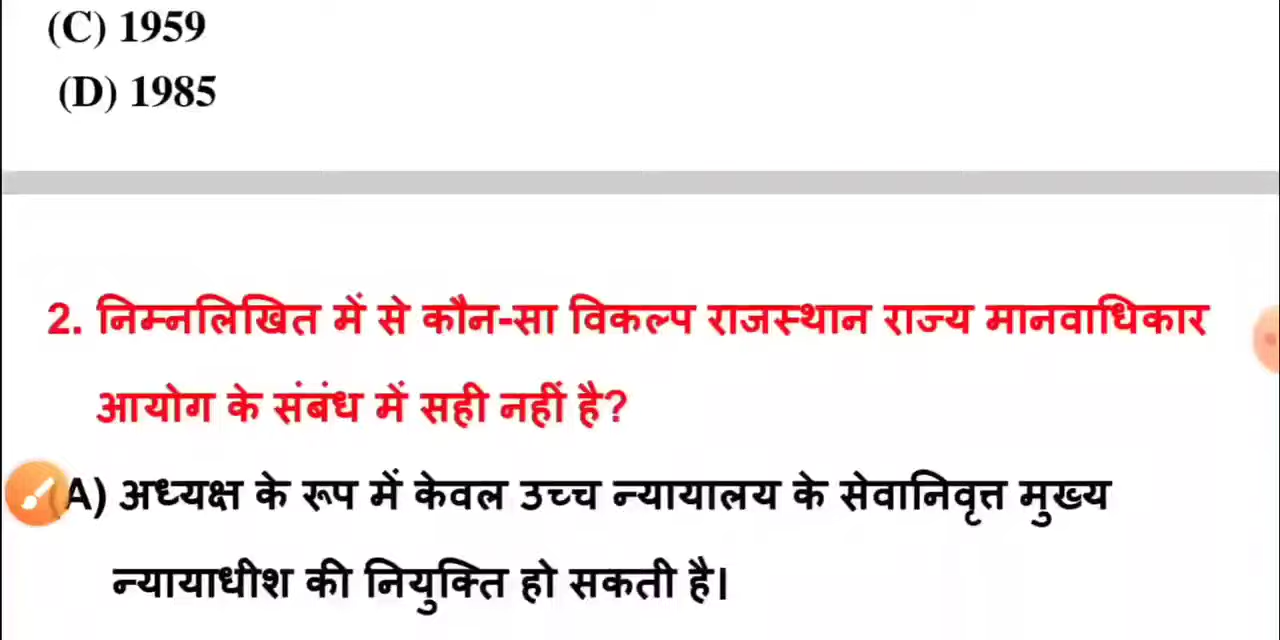 (C) 1959
(D) 1985
2. निम्नलिखित में से कौन-सा विकल्प राजस्थान राज्य मानवाधिकार
आयोग के संबंध में सही नहीं है?
(A) अध्यक्ष के रूप में केवल उच्च न्यायालय के सेवानिवृत्त मुख्य
न्यायाधीश की नियुक्ति हो सकती है।